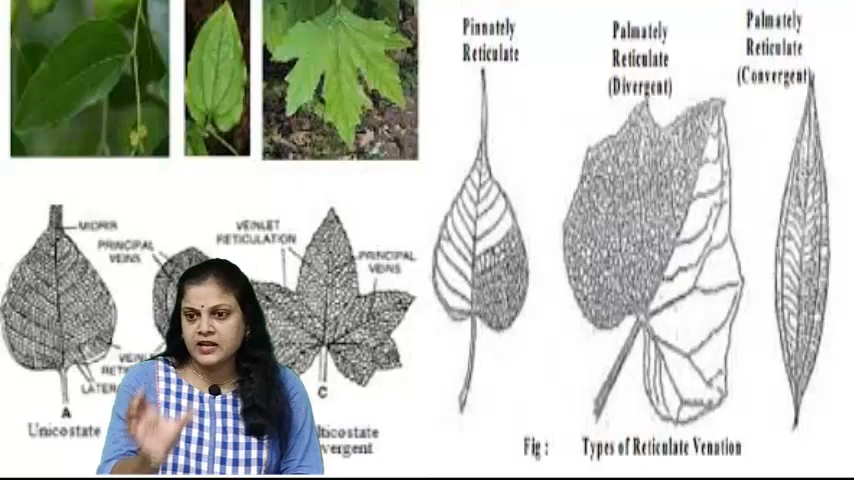 Pinnately
Reticulate
Palmately
Reticulate
(Divergent)
Palmately
Reticulate
(Convergent)
MIDRIB
PRINCIPAL
VEINS
VEINLET
RETICULATION
PRINCIPAL
VEINS
A
Unicostate
C
Fig :
Types of Reticulate Venation